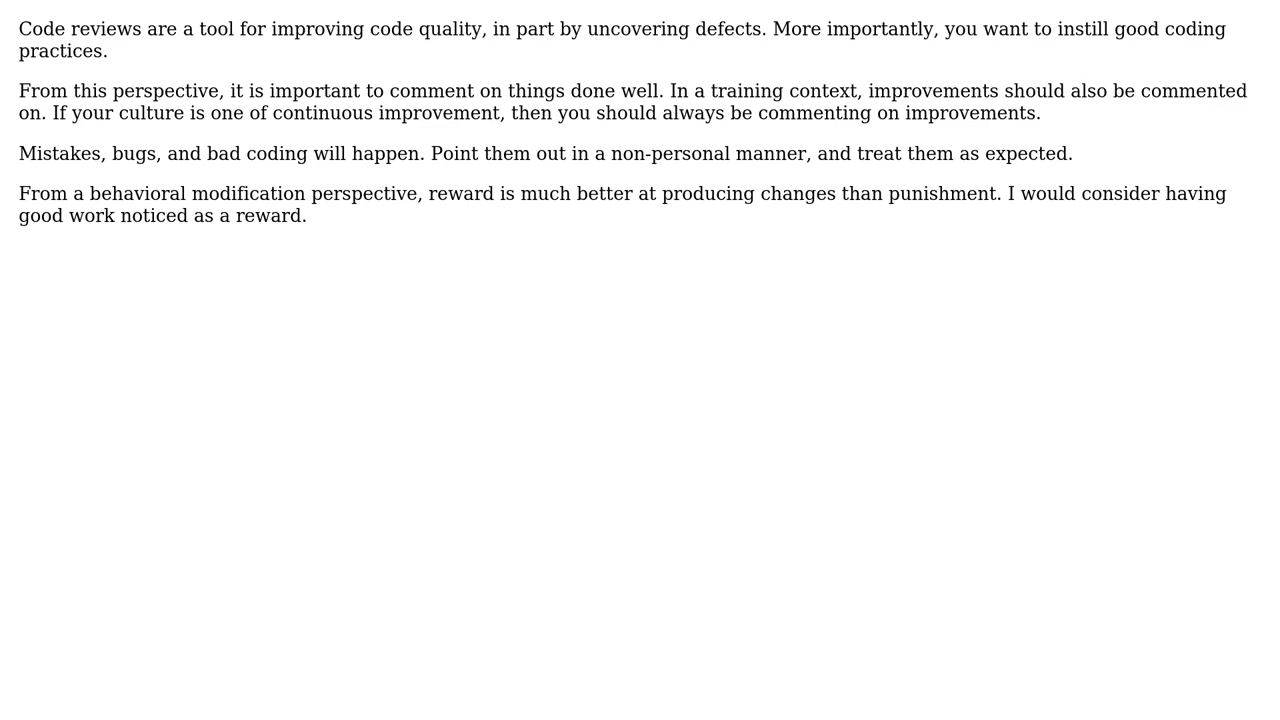 Code reviews are a tool for improving code quality, in part by uncovering defects. More importantly, you want to instill good coding
practices.
From this perspective, it is important to comment on things done well. In a training context, improvements should also be commented
on. If your culture is one of continuous improvement, then you should always be commenting on improvements.
Mistakes, bugs, and bad coding will happen. Point them out in a non-personal manner, and treat them as expected.
From a behavioral modification perspective, reward is much better at producing changes than punishment. I would consider having
good work noticed as a reward.